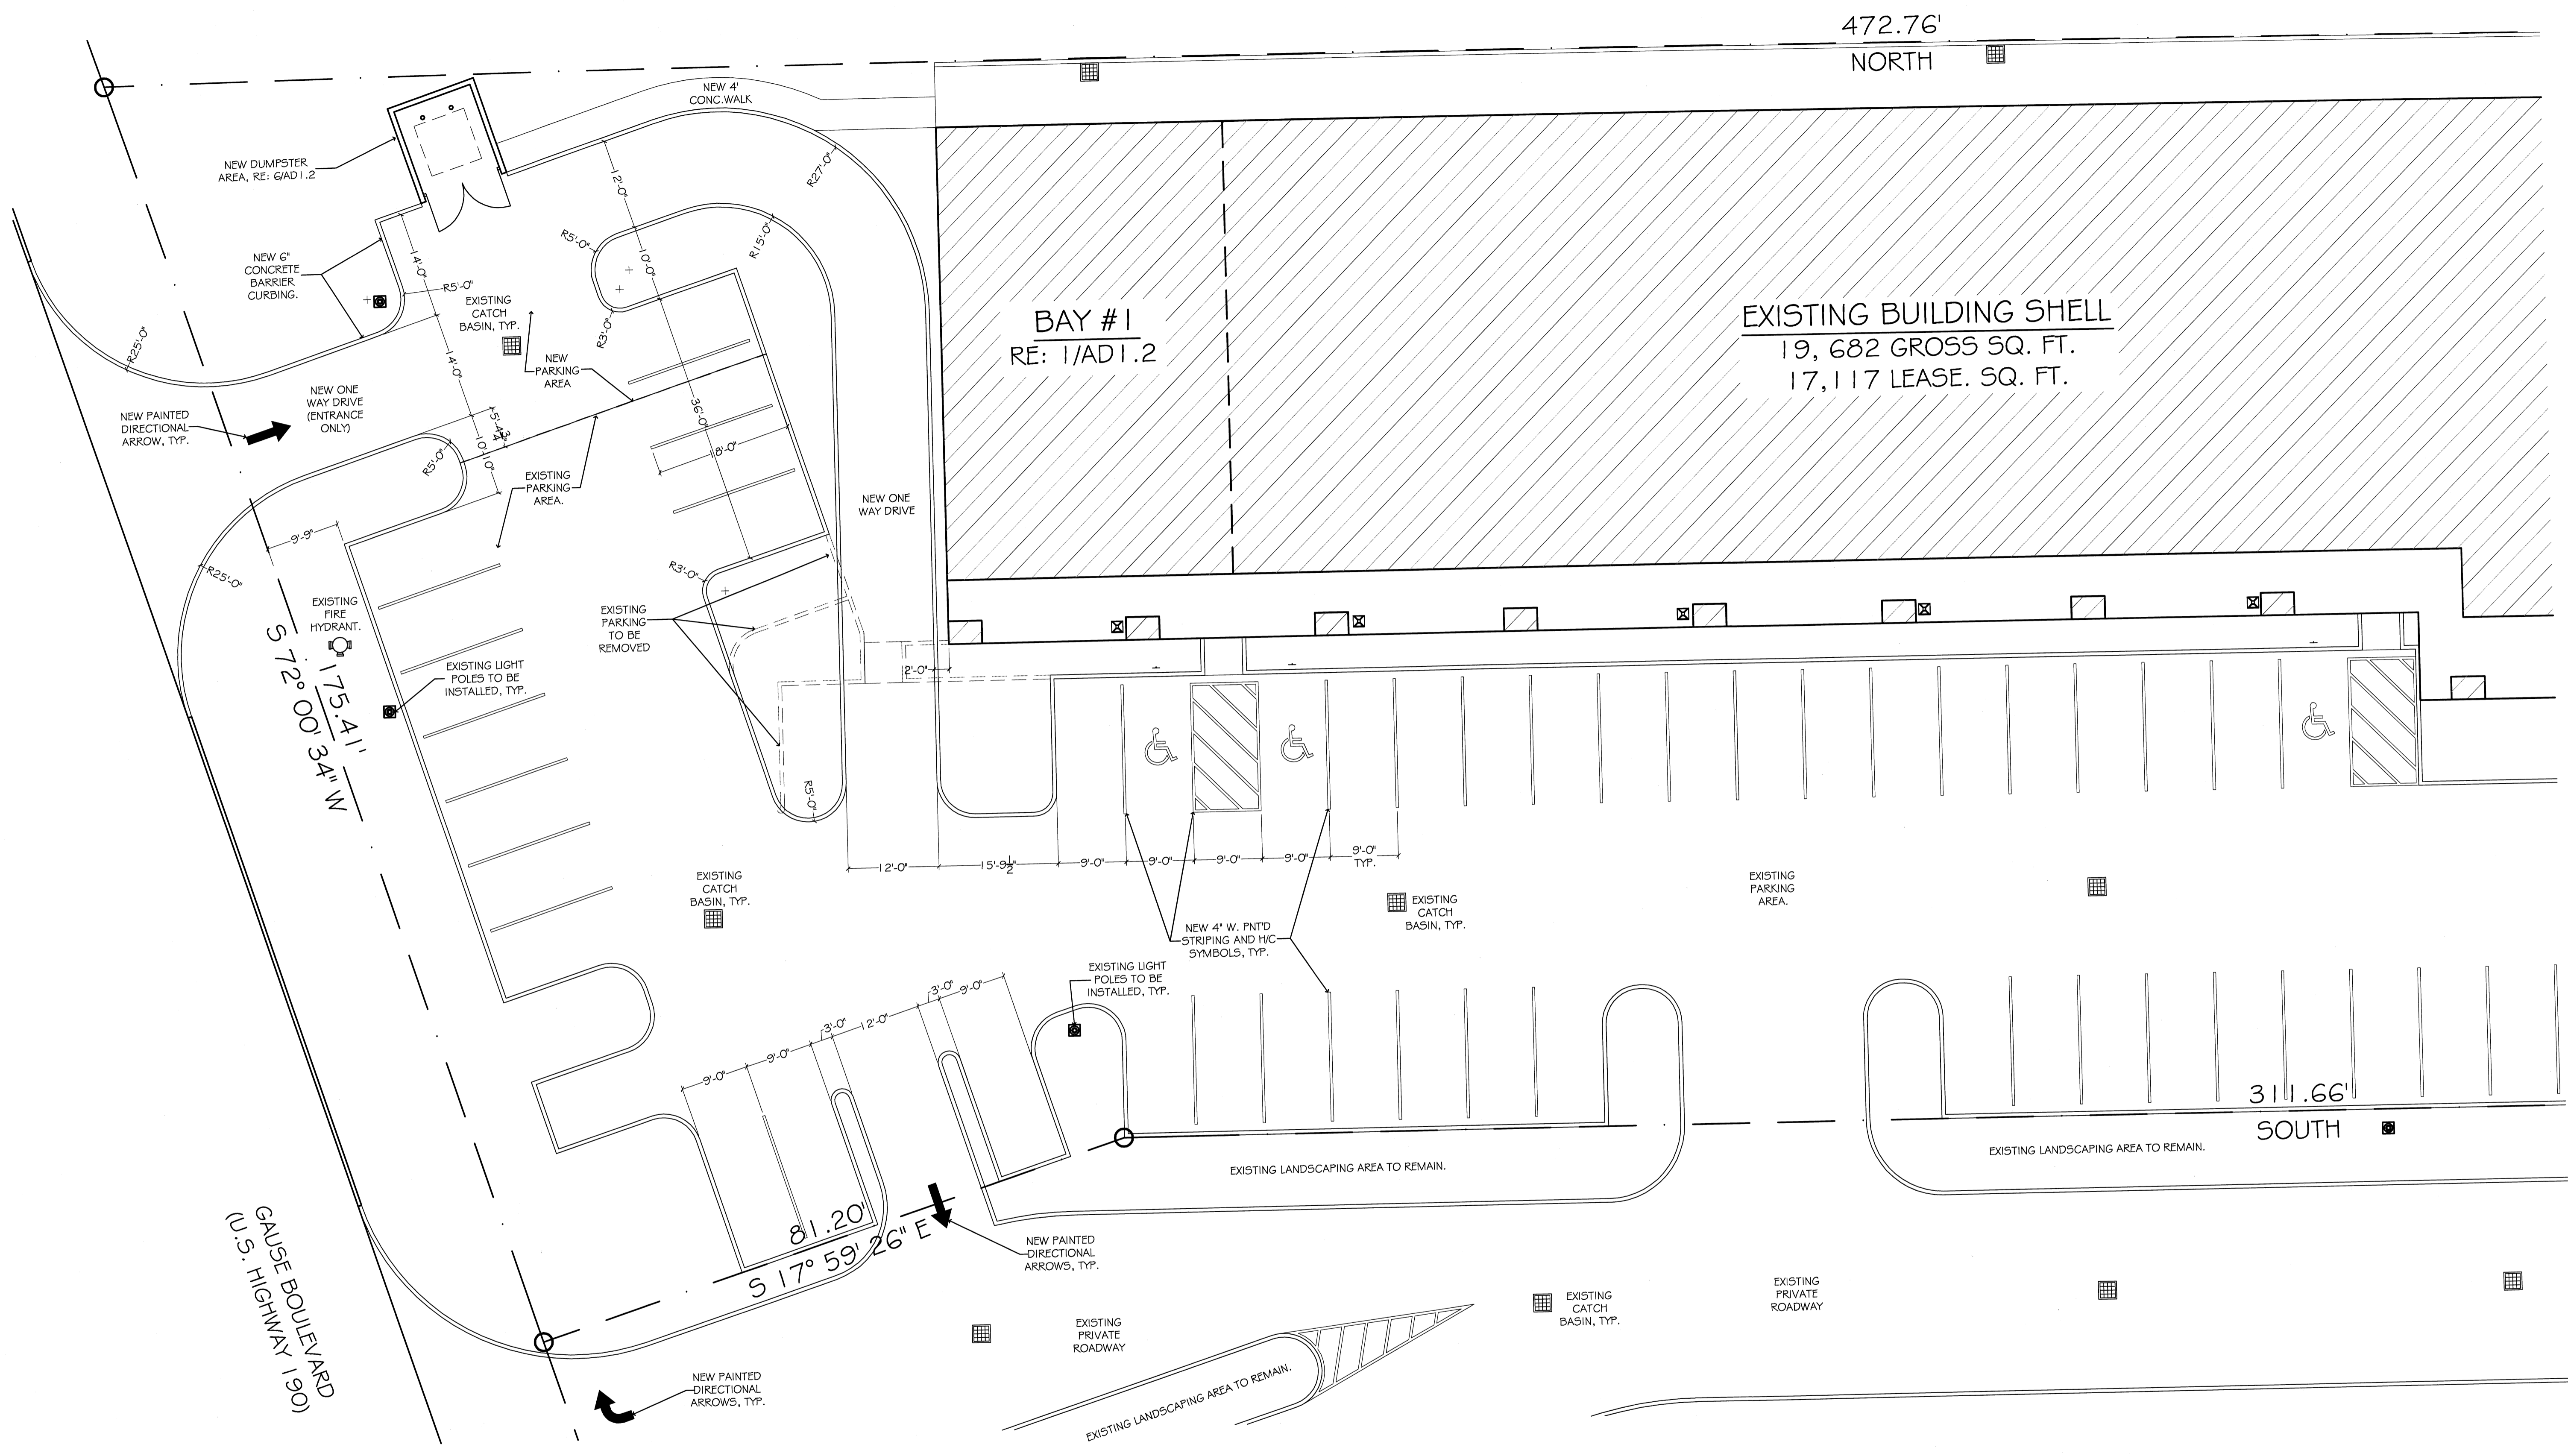 472.76'
NORTH
NEW 4'
CONC.WALK
NEW DUMPSTER
AREA, RE: 6/AD1.2
12'-0"
R27'-0"
R5'-0"
10'-0"
R15'-0"
NEW 6"
CONCRETE
BARRIER
CURBING.
14'-0"
R5'-0"
EXISTING
CATCH
BASIN, TYP.
R3'-0"
R25'-0"
14'-0"
NEW
PARKING
AREA
BAY #1
RE: 1/AD1.2
EXISTING BUILDING SHELL
19, 682 GROSS SQ. FT.
17,117 LEASE. SQ. FT.
NEW ONE
WAY DRIVE
(ENTRANCE
ONLY)
NEW PAINTED
DIRECTIONAL
ARROW, TYP.
5'-4 3/4"
10'-10"
R5'-0"
36'-0"
18'-0"
EXISTING
PARKING
AREA.
NEW ONE
WAY DRIVE
9'-9"
R25'-0"
R3'-0"
EXISTING
FIRE
HYDRANT.
EXISTING
PARKING
TO BE
REMOVED
EXISTING LIGHT
POLES TO BE
INSTALLED, TYP.
175.41'
S 72° 00' 34" W
2'-0"
R5'-0"
12'-0"
15'-9 1/2"
9'-0"
9'-0"
9'-0"
9'-0"
9'-0"
TYP.
EXISTING
CATCH
BASIN, TYP.
EXISTING
CATCH
BASIN, TYP.
EXISTING
PARKING
AREA.
NEW 4" W. PNT'D
STRIPING AND H/C
SYMBOLS, TYP.
EXISTING LIGHT
POLES TO BE
INSTALLED, TYP.
9'-0"
9'-0"
3'-0"
12'-0"
3'-0"
9'-0"
311.66'
SOUTH
EXISTING LANDSCAPING AREA TO REMAIN.
EXISTING LANDSCAPING AREA TO REMAIN.
81.20'
S 17° 59' 26" E
NEW PAINTED
DIRECTIONAL
ARROWS, TYP.
GAUSE BOULEVARD
(U.S. HIGHWAY 190)
EXISTING
PRIVATE
ROADWAY
EXISTING
CATCH
BASIN, TYP.
EXISTING
PRIVATE
ROADWAY
NEW PAINTED
DIRECTIONAL
ARROWS, TYP.
EXISTING LANDSCAPING AREA TO REMAIN.